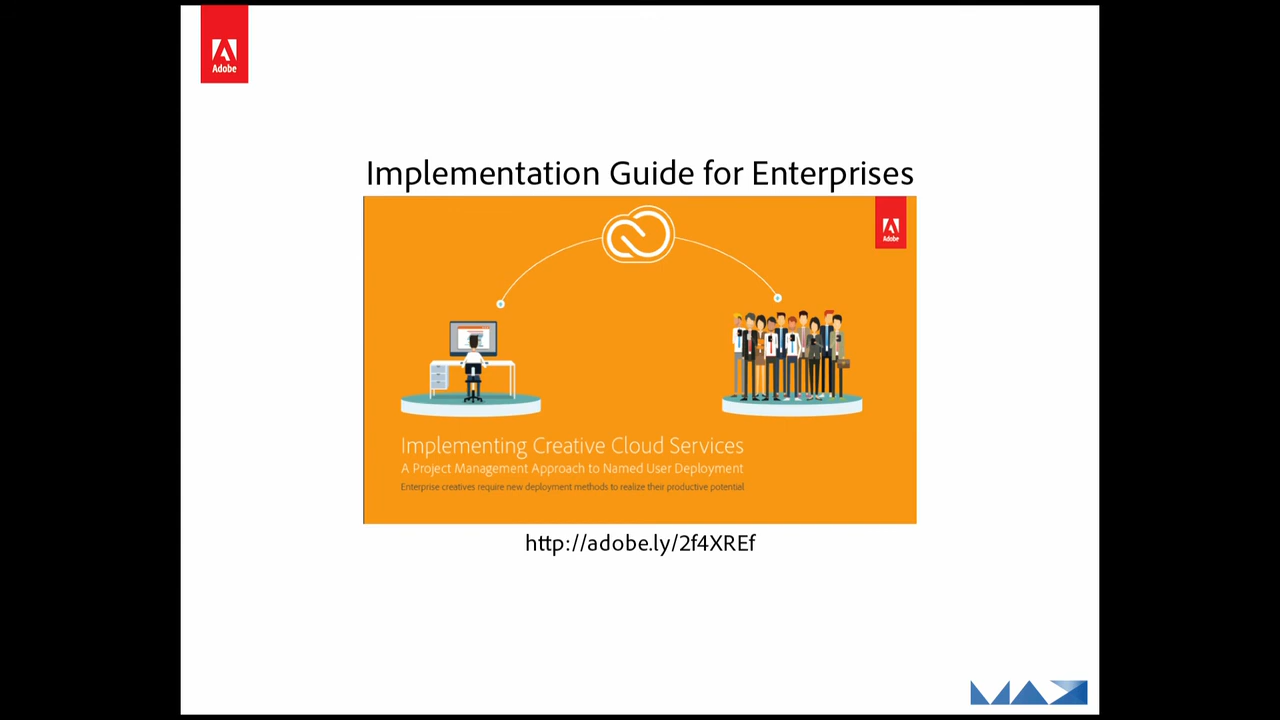 Adobe
Implementation Guide for Enterprises
Adobe
Implementing Creative Cloud Services
A Project Management Approach to Named User Deployment
Enterprise creatives require new deployment methods to realize their productive potential
http://adobe.ly/2f4XREf
MAX